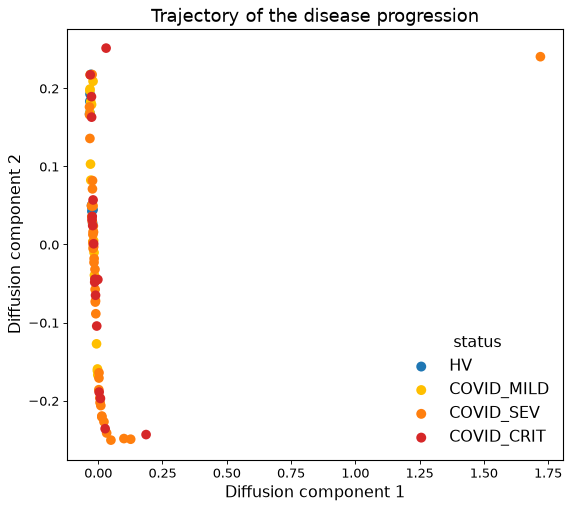 Trajectory of the disease progression
Diffusion component 2
0.2
0.1
0.0
−0.1
−0.2
status
HV
COVID_MILD
COVID_SEV
COVID_CRIT
0.00 0.25 0.50 0.75 1.00 1.25 1.50 1.75
Diffusion component 1